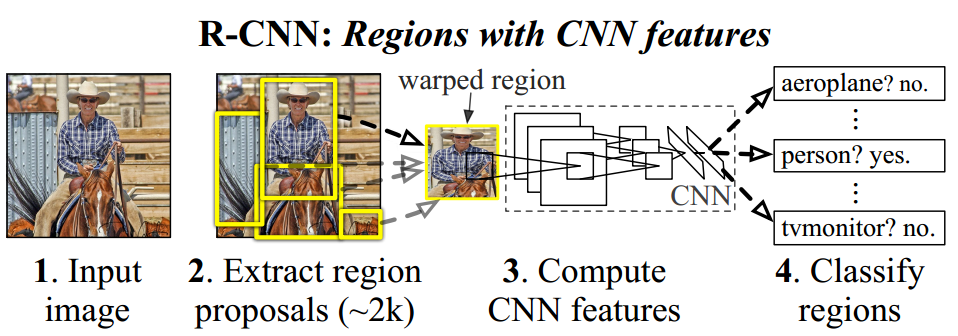 R-CNN: Regions with CNN features
warped region
aeroplane? no.
person? yes.
tvmonitor? no.
CNN
1. Input
image
2. Extract region
proposals (~2k)
3. Compute
CNN features
4. Classify
regions